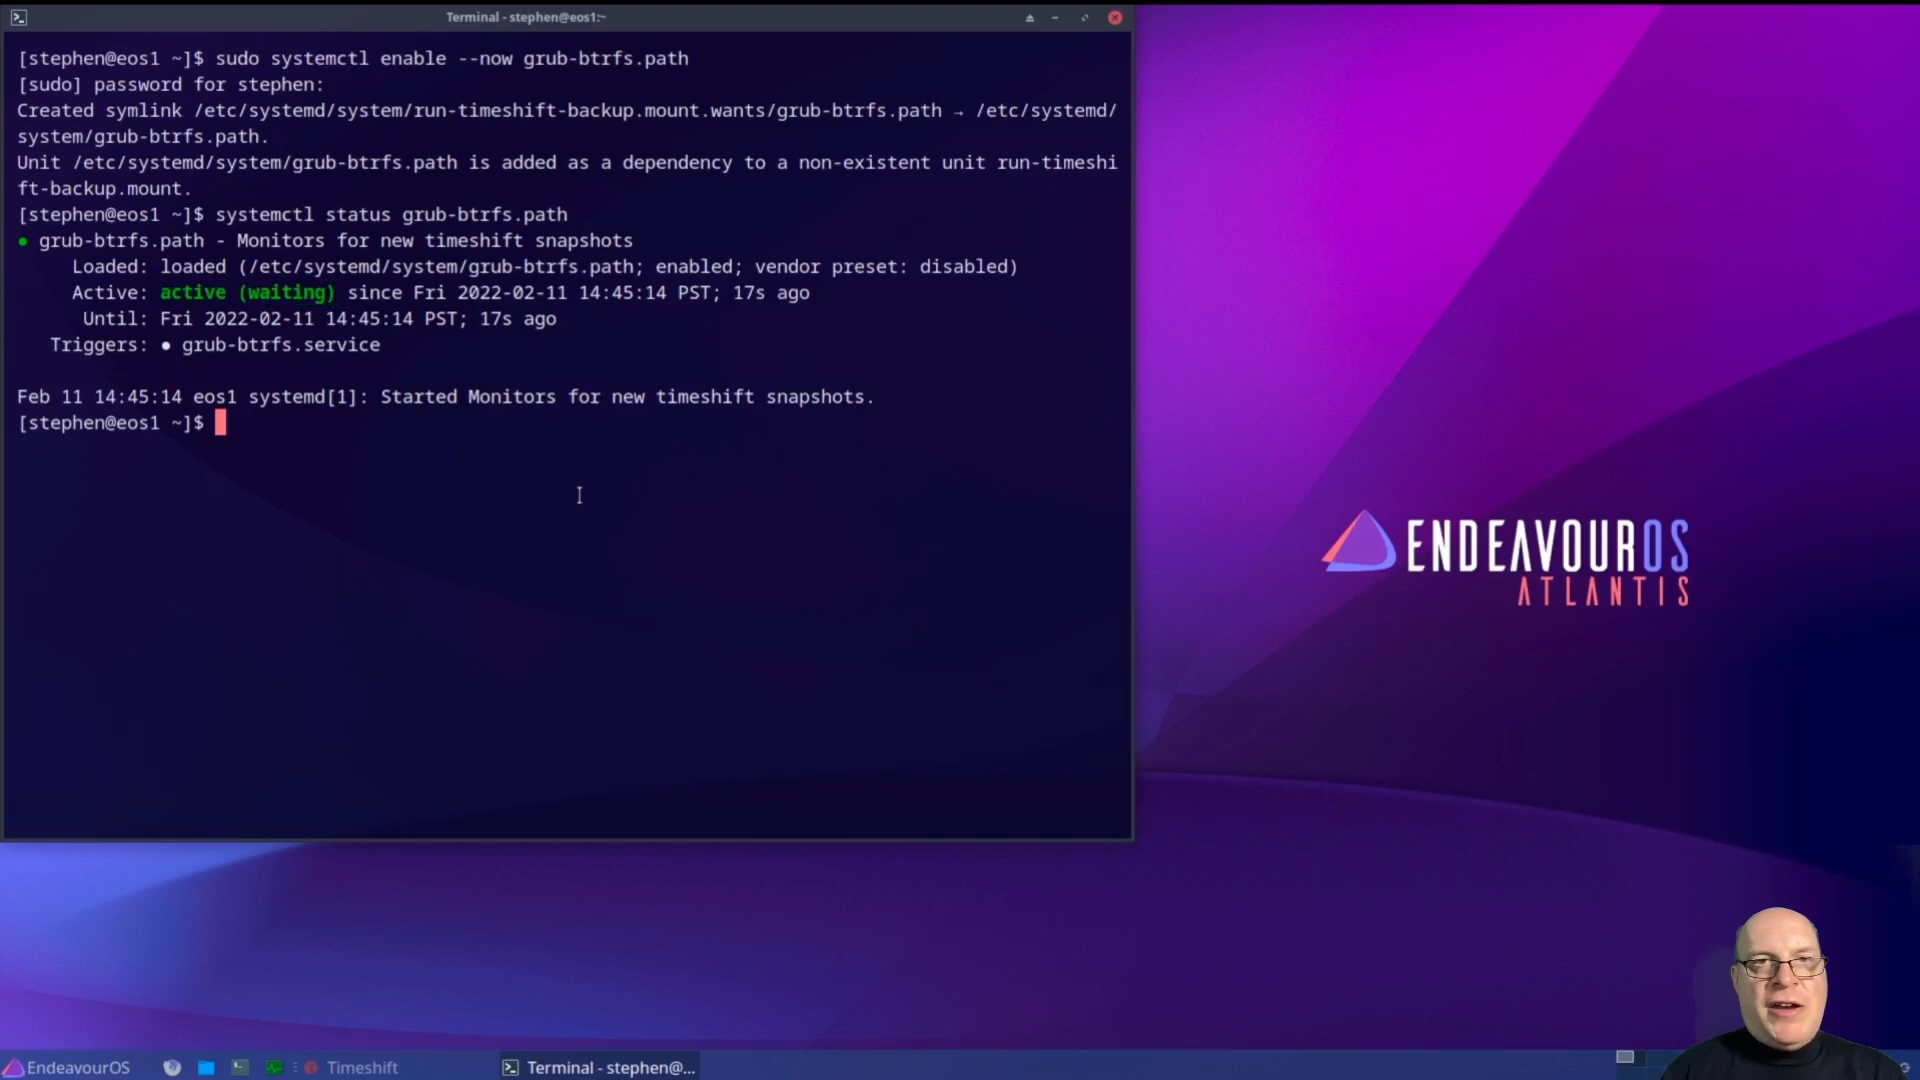 Terminal - stephen@eos1:~
[stephen@eos1 ~]$ sudo systemctl enable --now grub-btrfs.path
[sudo] password for stephen:
Created symlink /etc/systemd/system/run-timeshift-backup.mount.wants/grub-btrfs.path → /etc/systemd/
system/grub-btrfs.path.
Unit /etc/systemd/system/grub-btrfs.path is added as a dependency to a non-existent unit run-timeshi
ft-backup.mount.
[stephen@eos1 ~]$ systemctl status grub-btrfs.path
● grub-btrfs.path - Monitors for new timeshift snapshots
Loaded: loaded (/etc/systemd/system/grub-btrfs.path; enabled; vendor preset: disabled)
Active: active (waiting) since Fri 2022-02-11 14:45:14 PST; 17s ago
Until: Fri 2022-02-11 14:45:14 PST; 17s ago
Triggers: ● grub-btrfs.service
Feb 11 14:45:14 eos1 systemd[1]: Started Monitors for new timeshift snapshots.
[stephen@eos1 ~]$
ENDEAVOUROS
ATLANTIS
EndeavourOS
Timeshift
Terminal - stephen@...